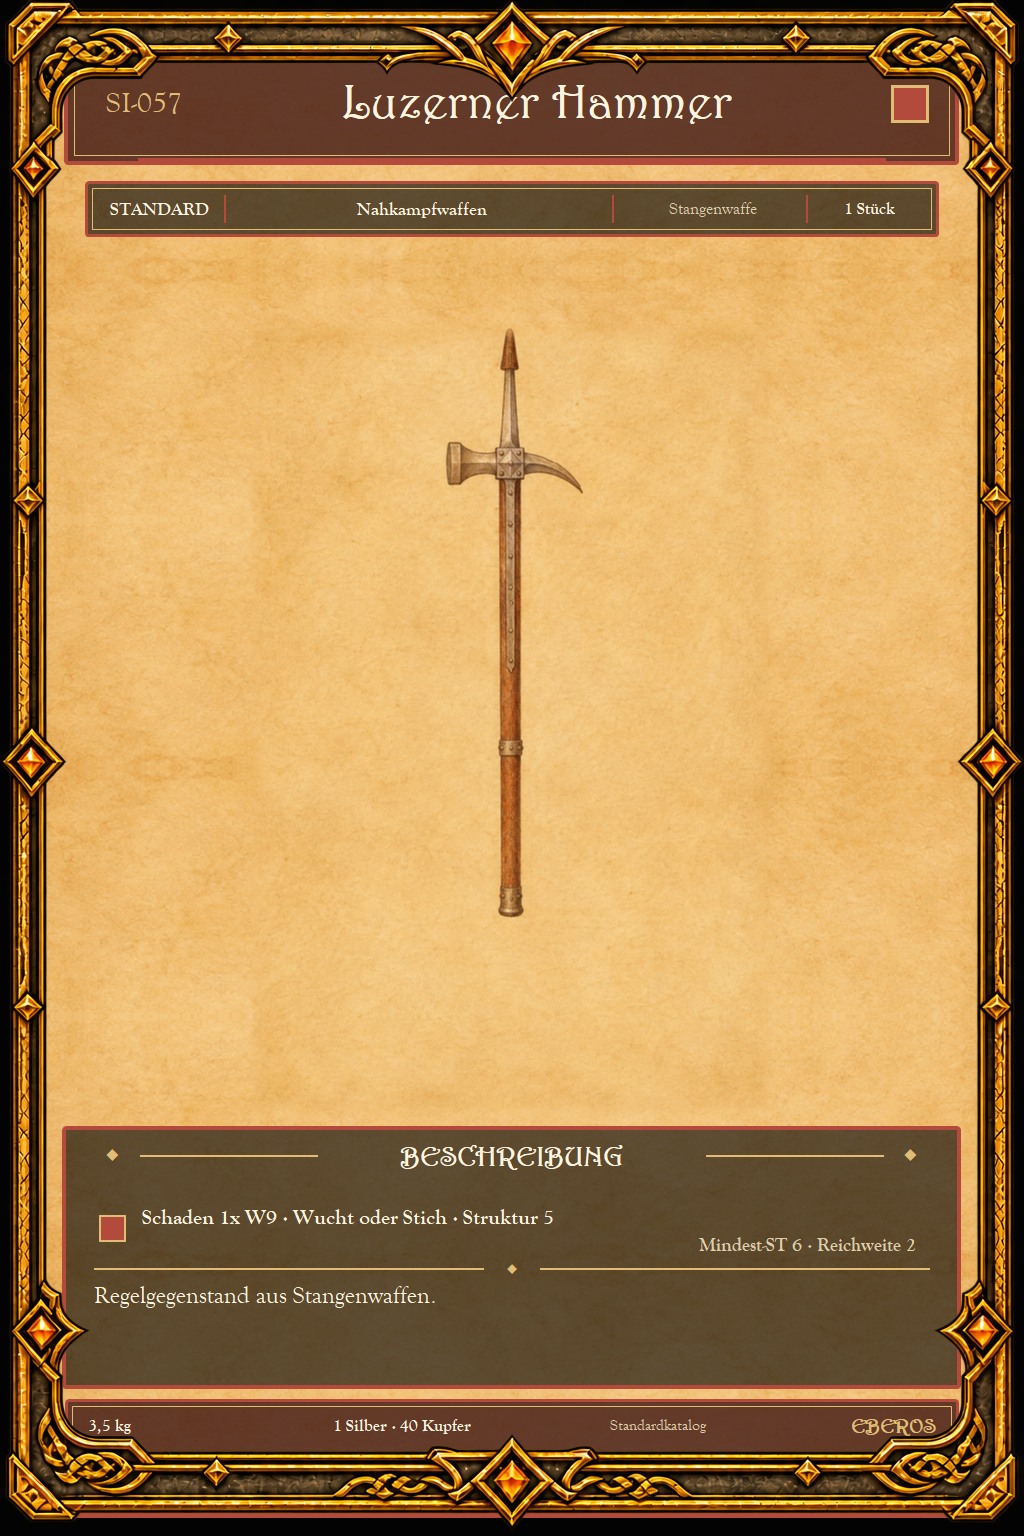 SI-057
Luzerner Hammer
STANDARD
Nahkampfwaffen
Stangenwaffe
1 Stück
BESCHREIBUNG
Schaden 1x W9 · Wucht oder Stich · Struktur 5
Mindest-ST 6 · Reichweite 2
Regelgegenstand aus Stangenwaffen.
3,5 kg
1 Silber · 40 Kupfer
Standardkatalog
EBEROS